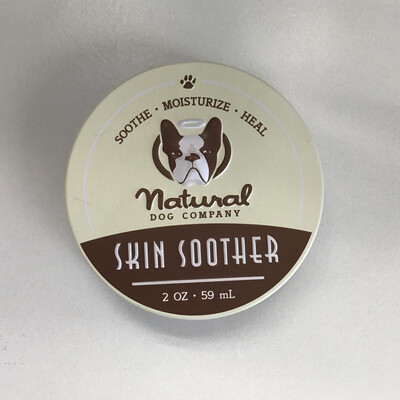 SOOTHE · MOISTURIZE · HEAL
Natural
DOG COMPANY
SKIN SOOTHER
2 OZ · 59 mL